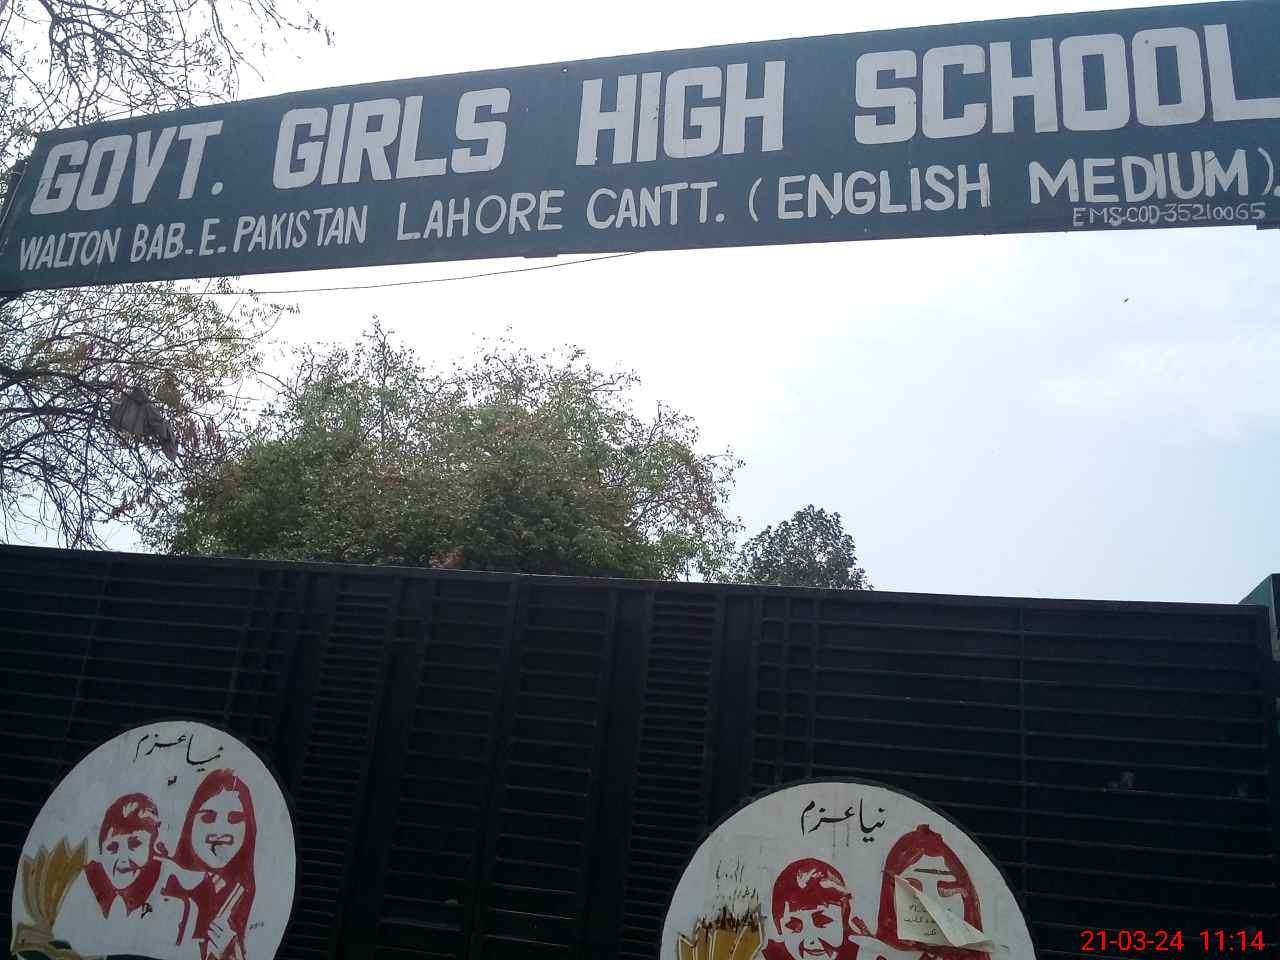 GOVT. GIRLS HIGH SCHOOL
WALTON BAB-E-PAKISTAN LAHORE CANTT. (ENGLISH MEDIUM)
EMS-COD-35210065
نیا عزم
نیا عزم
21-03-24 11:14